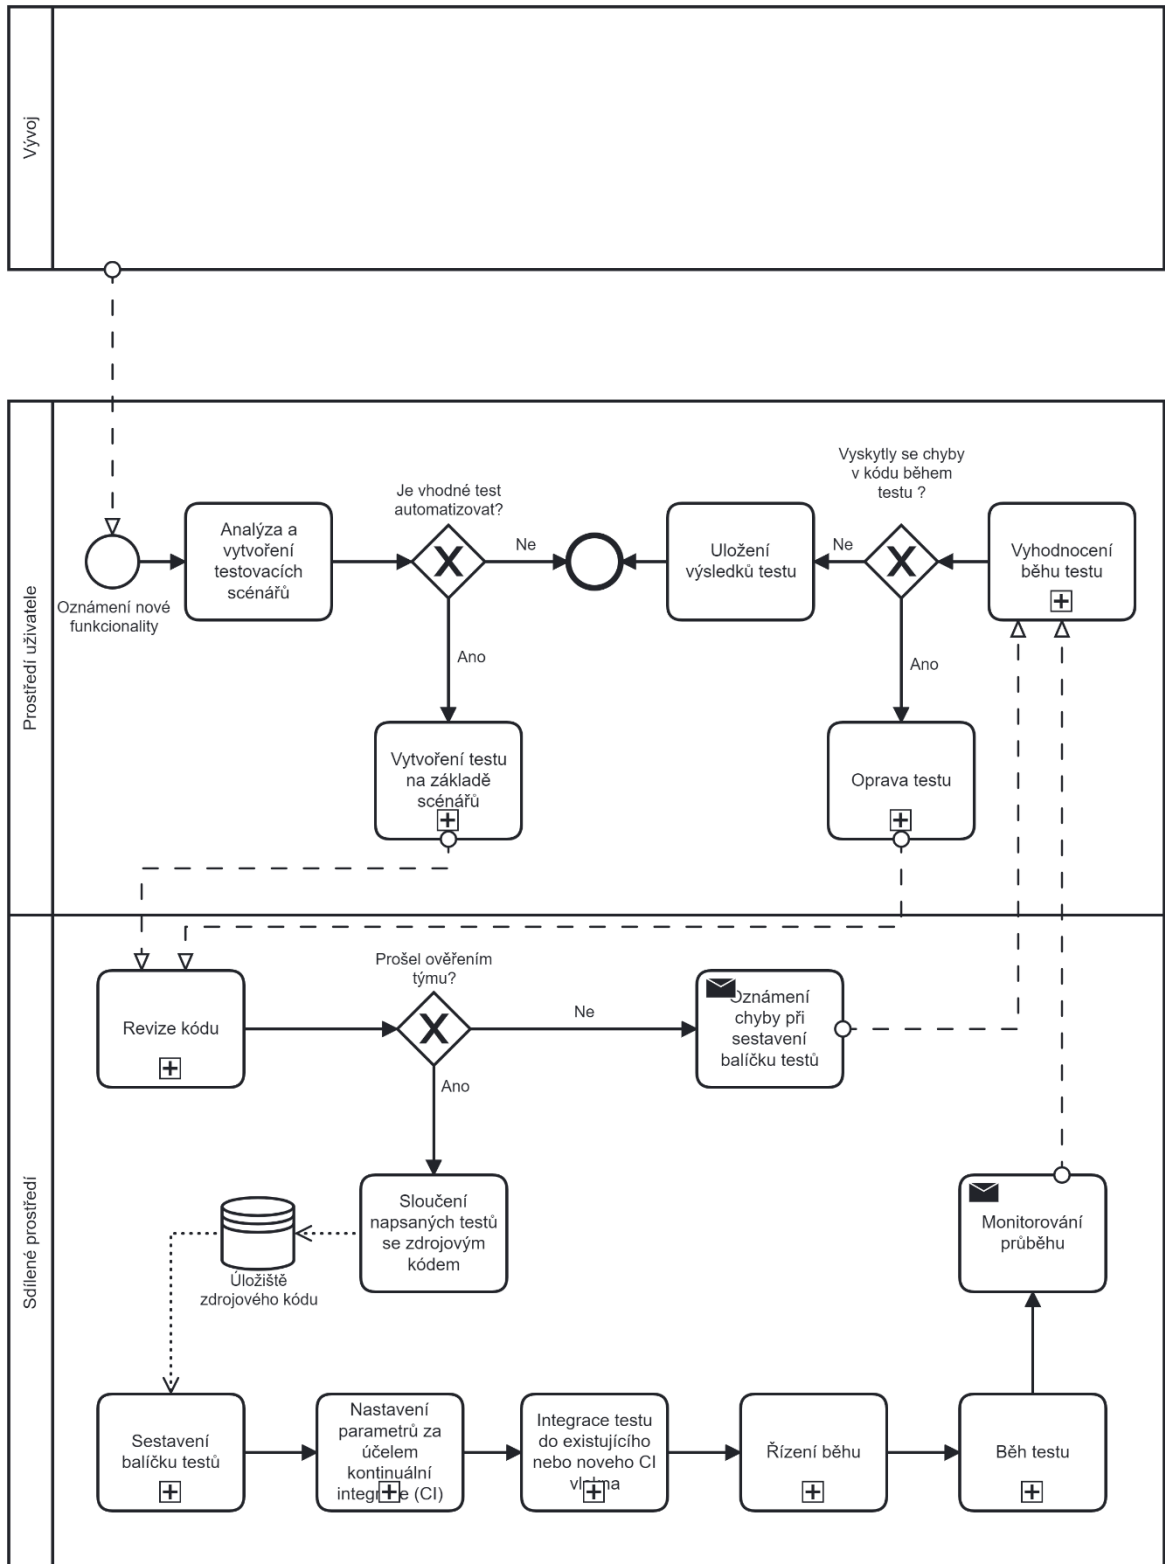 Vývoj
Prostředí uživatele
Oznámení nové
funkcionality
Analýza a
vytvoření
testovacích
scénářů
Je vhodné test
automatizovat?
Ne
Ano
Vytvoření testu
na základě
scénářů
Uložení
výsledků testu
Ne
Vyskytly se chyby
v kódu během
testu ?
Ano
Vyhodnocení
běhu testu
Oprava testu
Sdílené prostředí
Revize kódu
Prošel ověřením
týmu?
Ne
Ano
Oznámení
chyby při
sestavení
balíčku testů
Sloučení
napsaných testů
se zdrojovým
kódem
Úložiště
zdrojového kódu
Monitorování
průběhu
Sestavení
balíčku testů
Nastavení
parametrů za
účelem
kontinuální
(CI)
Integrace testu
do existujícího
nebo noveho CI
Řízení běhu
Běh testu